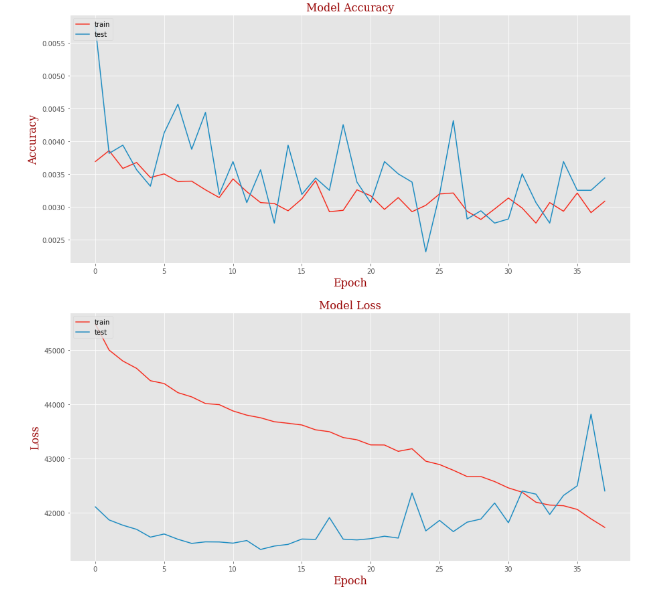 Model Accuracy
train
test
0.0055
0.0050
0.0045
0.0040
0.0035
0.0030
0.0025
Accuracy
0 5 10 15 20 25 30 35
Epoch
Model Loss
train
test
45000
44000
43000
42000
Loss
0 5 10 15 20 25 30 35
Epoch